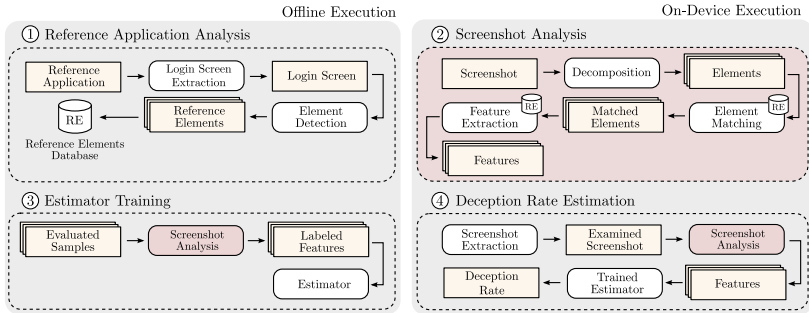 Offline Execution
① Reference Application Analysis
Reference
Application
Login Screen
Extraction
Login Screen
RE
Reference Elements
Database
Reference
Elements
Element
Detection
③ Estimator Training
Evaluated
Samples
Screenshot
Analysis
Labeled
Features
Estimator
On-Device Execution
② Screenshot Analysis
Screenshot
Decomposition
Elements
Feature
Extraction
RE
Matched
Elements
Element
Matching
RE
Features
④ Deception Rate Estimation
Screenshot
Extraction
Examined
Screenshot
Screenshot
Analysis
Deception
Rate
Trained
Estimator
Features